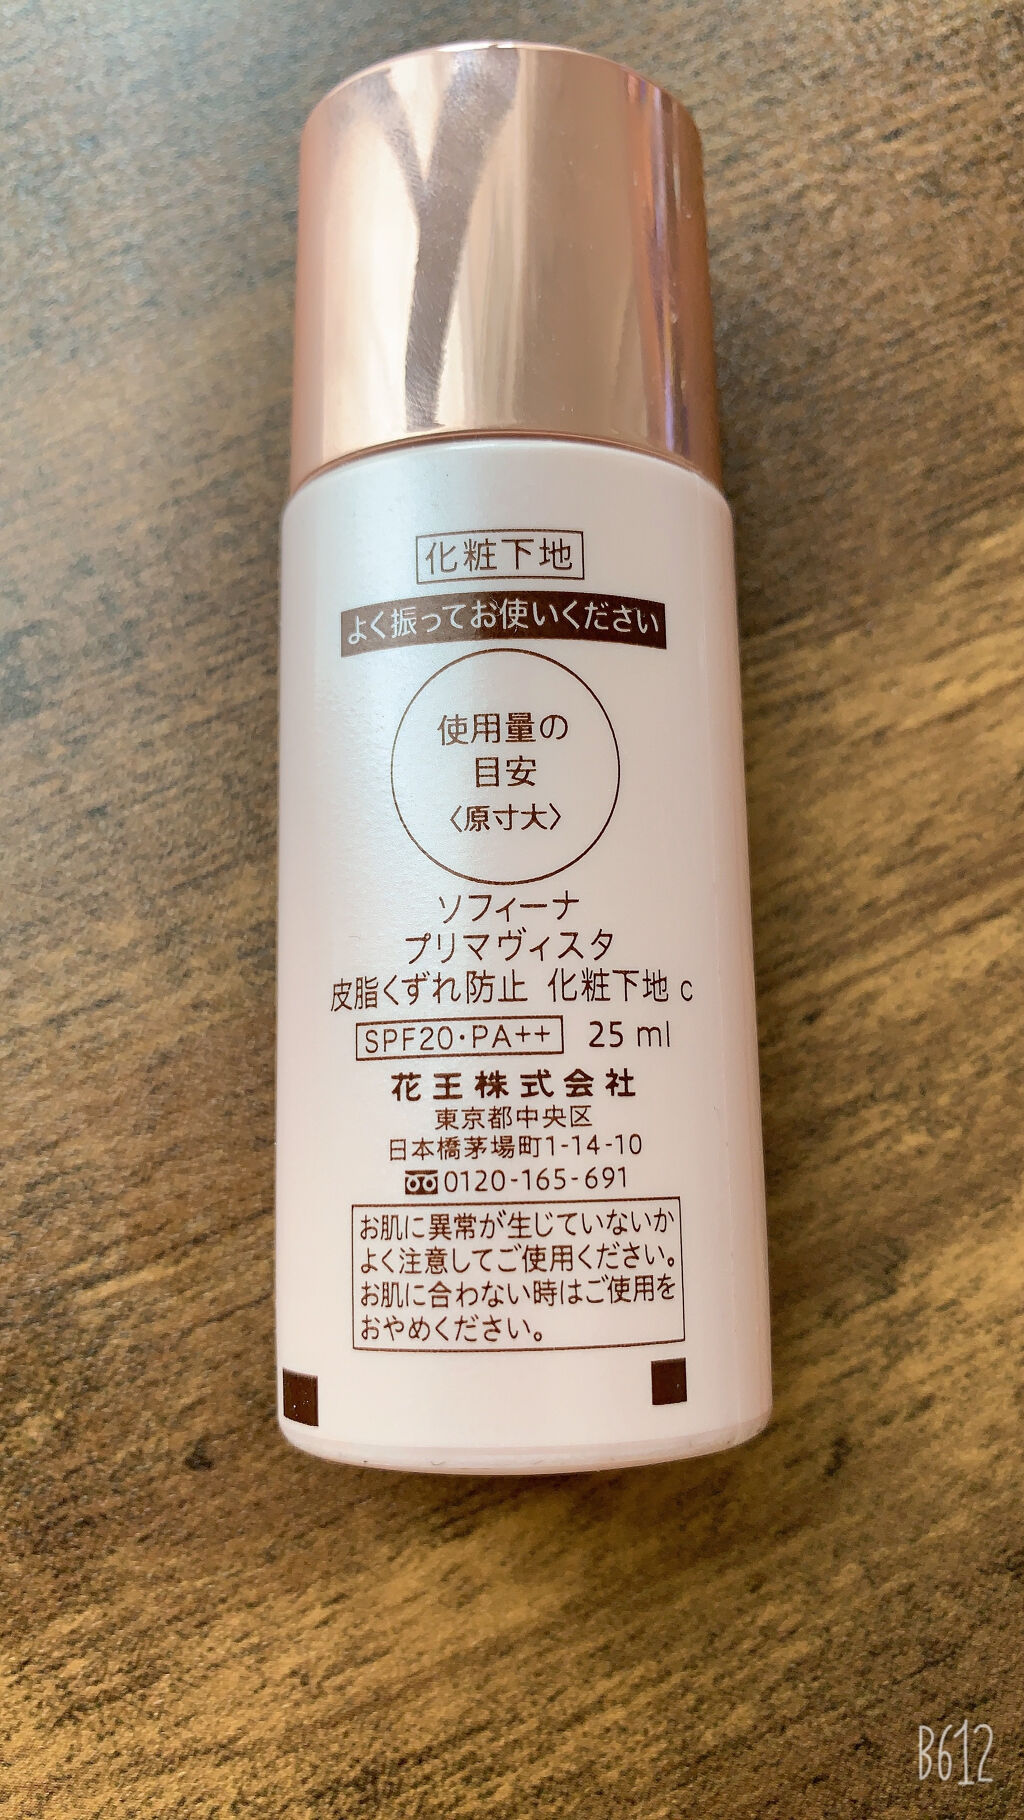 化粧下地
よく振ってお使いください
使用量の
目安
〈原寸大〉
ソフィーナ
プリマヴィスタ
皮脂くずれ防止 化粧下地 c
SPF20・PA++ 25 ml
花王株式会社
東京都中央区
日本橋茅場町1-14-10
0120-165-691
お肌に異常が生じていないか
よく注意してご使用ください。
お肌に合わない時はご使用を
おやめください。
B612